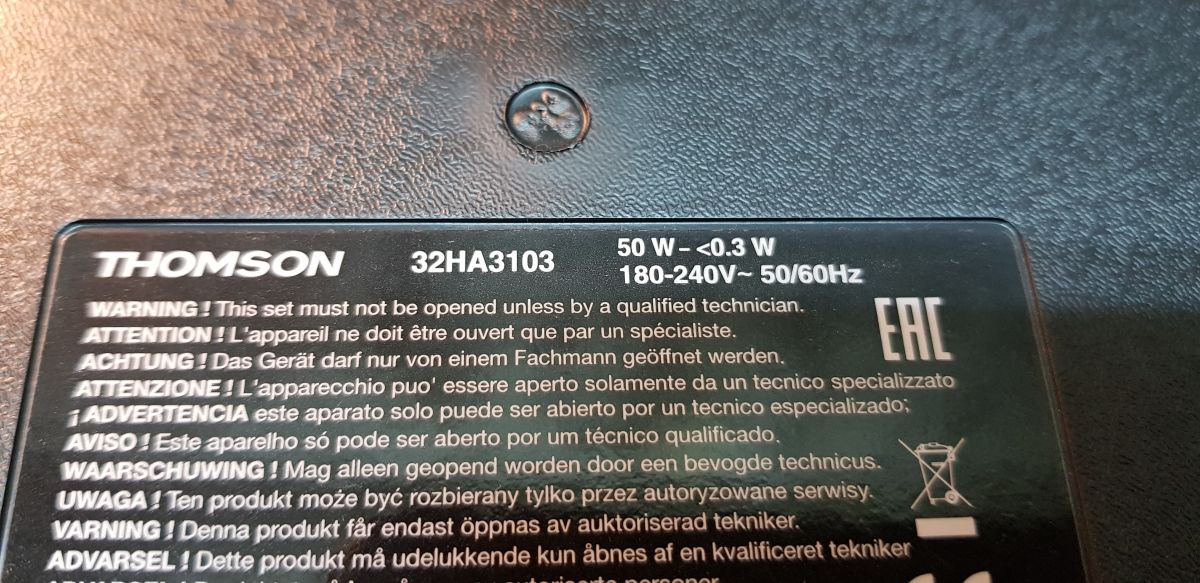 THOMSON 32HA3103 50 W – <0.3 W
180-240V~ 50/60Hz
WARNING ! This set must not be opened unless by a qualified technician.
ATTENTION ! L'appareil ne doit être ouvert que par un spécialiste.
ACHTUNG ! Das Gerät darf nur von einem Fachmann geöffnet werden.
ATTENZIONE ! L'apparecchio puo' essere aperto solamente da un tecnico specializzato
¡ ADVERTENCIA este aparato solo puede ser abierto por un tecnico especializado;
AVISO ! Este aparelho só pode ser aberto por um técnico qualificado.
WAARSCHUWING ! Mag alleen geopend worden door een bevogde technicus.
UWAGA ! Ten produkt może być rozbierany tylko przez autoryzowane serwisy.
VARNING ! Denna produkt får endast öppnas av auktoriserad tekniker.
ADVARSEL ! Dette produkt må udelukkende kun åbnes af en kvalificeret tekniker
EAC